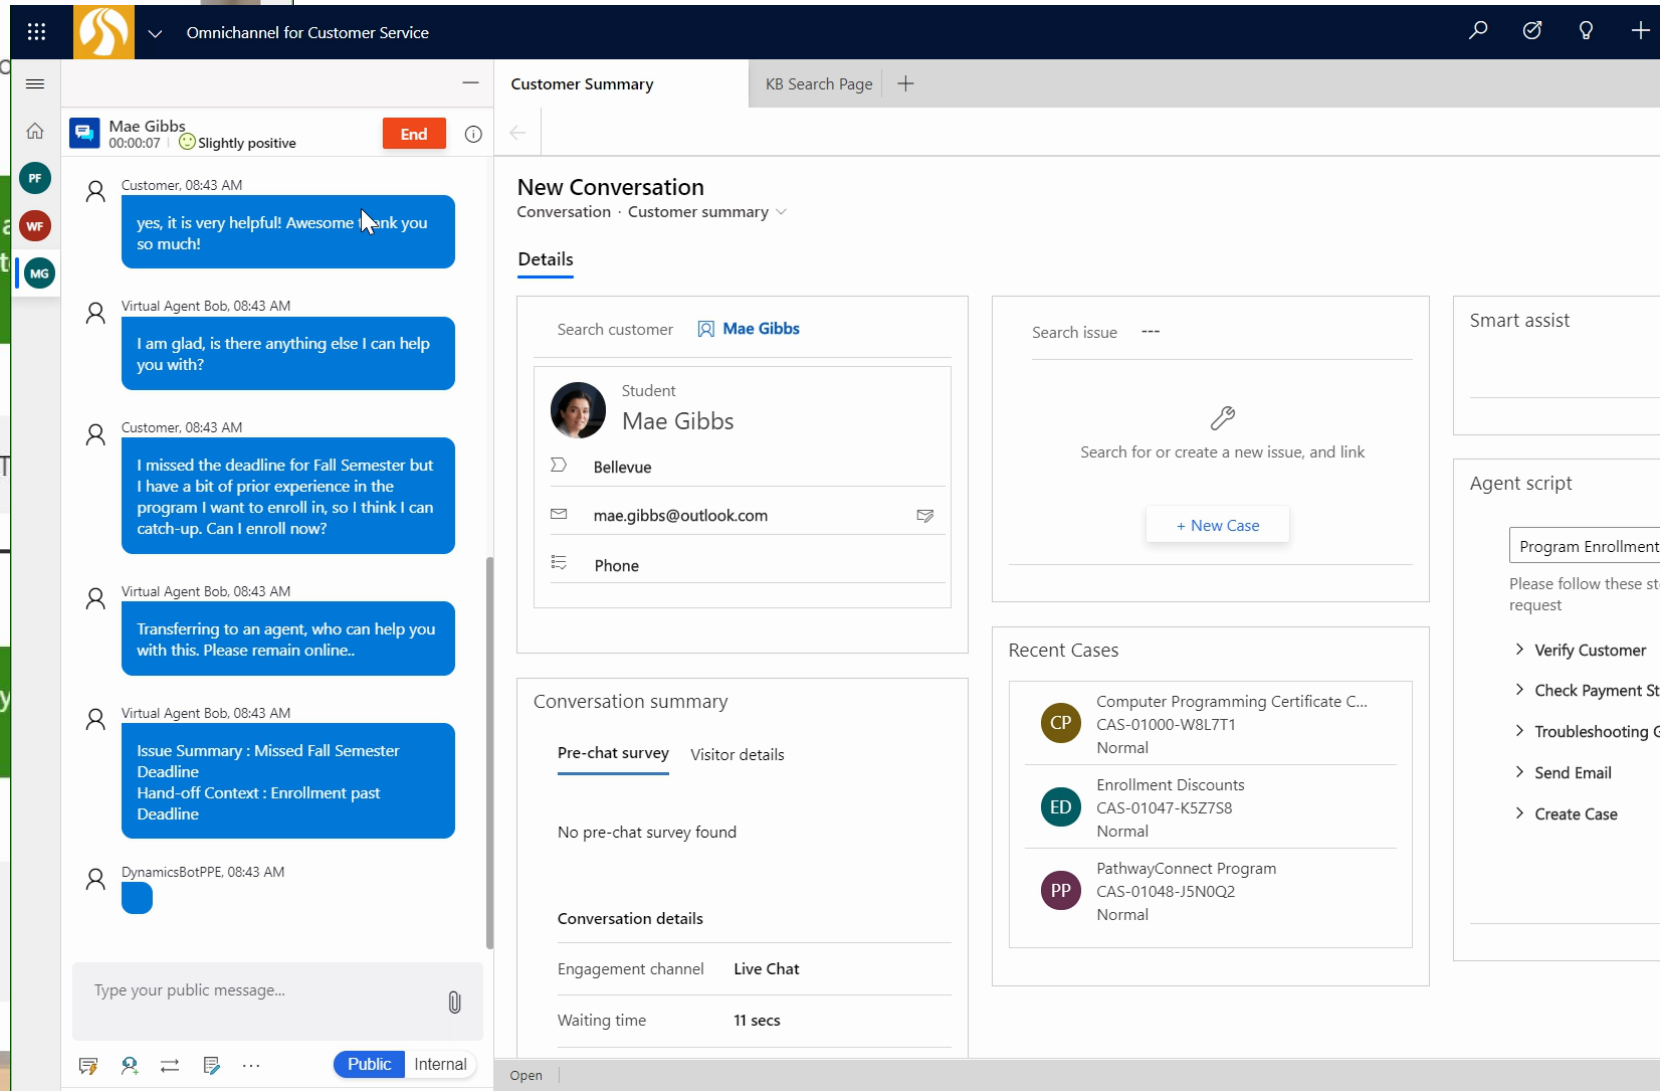 Omnichannel for Customer Service
Mae Gibbs
00:00:07
Slightly positive
End
PF
WF
MG
Customer, 08:43 AM
yes, it is very helpful! Awesome thank you
so much!
Virtual Agent Bob, 08:43 AM
I am glad, is there anything else I can help
you with?
Customer, 08:43 AM
I missed the deadline for Fall Semester but
I have a bit of prior experience in the
program I want to enroll in, so I think I can
catch-up. Can I enroll now?
Virtual Agent Bob, 08:43 AM
Transferring to an agent, who can help you
with this. Please remain online..
Virtual Agent Bob, 08:43 AM
Issue Summary : Missed Fall Semester
Deadline
Hand-off Context : Enrollment past
Deadline
DynamicsBotPPE, 08:43 AM
Type your public message...
Public
Internal
Customer Summary
KB Search Page
New Conversation
Conversation · Customer summary
Details
Search customer
Mae Gibbs
Student
Mae Gibbs
Bellevue
mae.gibbs@outlook.com
Phone
Conversation summary
Pre-chat survey
Visitor details
No pre-chat survey found
Conversation details
Engagement channel
Live Chat
Waiting time
11 secs
Open
Search issue
---
Search for or create a new issue, and link
+ New Case
Recent Cases
CP
Computer Programming Certificate C...
CAS-01000-W8L7T1
Normal
ED
Enrollment Discounts
CAS-01047-K5Z7S8
Normal
PP
PathwayConnect Program
CAS-01048-J5N0Q2
Normal
Smart assist
Agent script
Program Enrollment
Please follow these st
request
Verify Customer
Check Payment St
Troubleshooting G
Send Email
Create Case